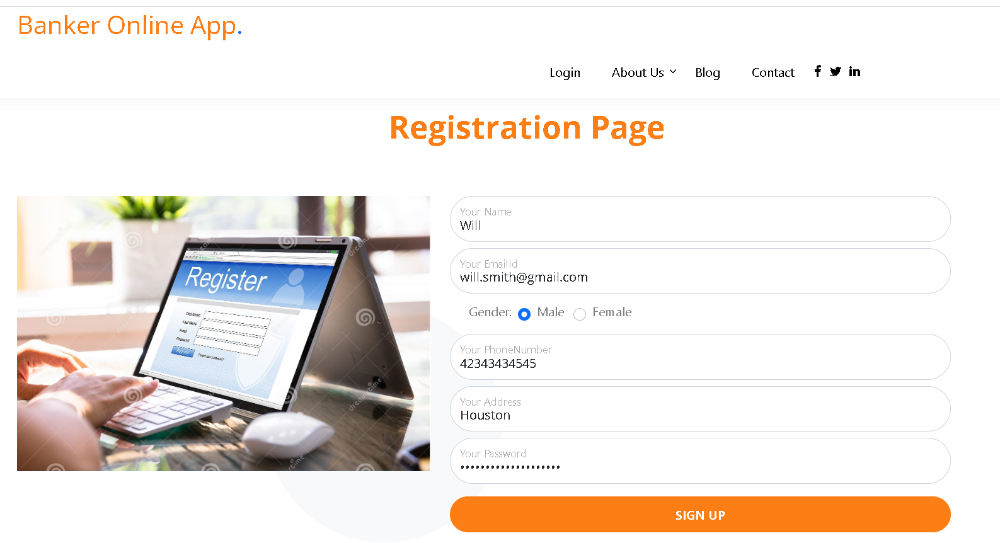 Banker Online App.
Login About Us Blog Contact
Registration Page
Register
First Name
Last Name
Email
Password
Register Forgot your password?
dreamstime
Your Name
Will
Your EmailId
will.smith@gmail.com
Gender: Male Female
Your PhoneNumber
42343434545
Your Address
Houston
Your Password
••••••••••••••••••••
SIGN UP